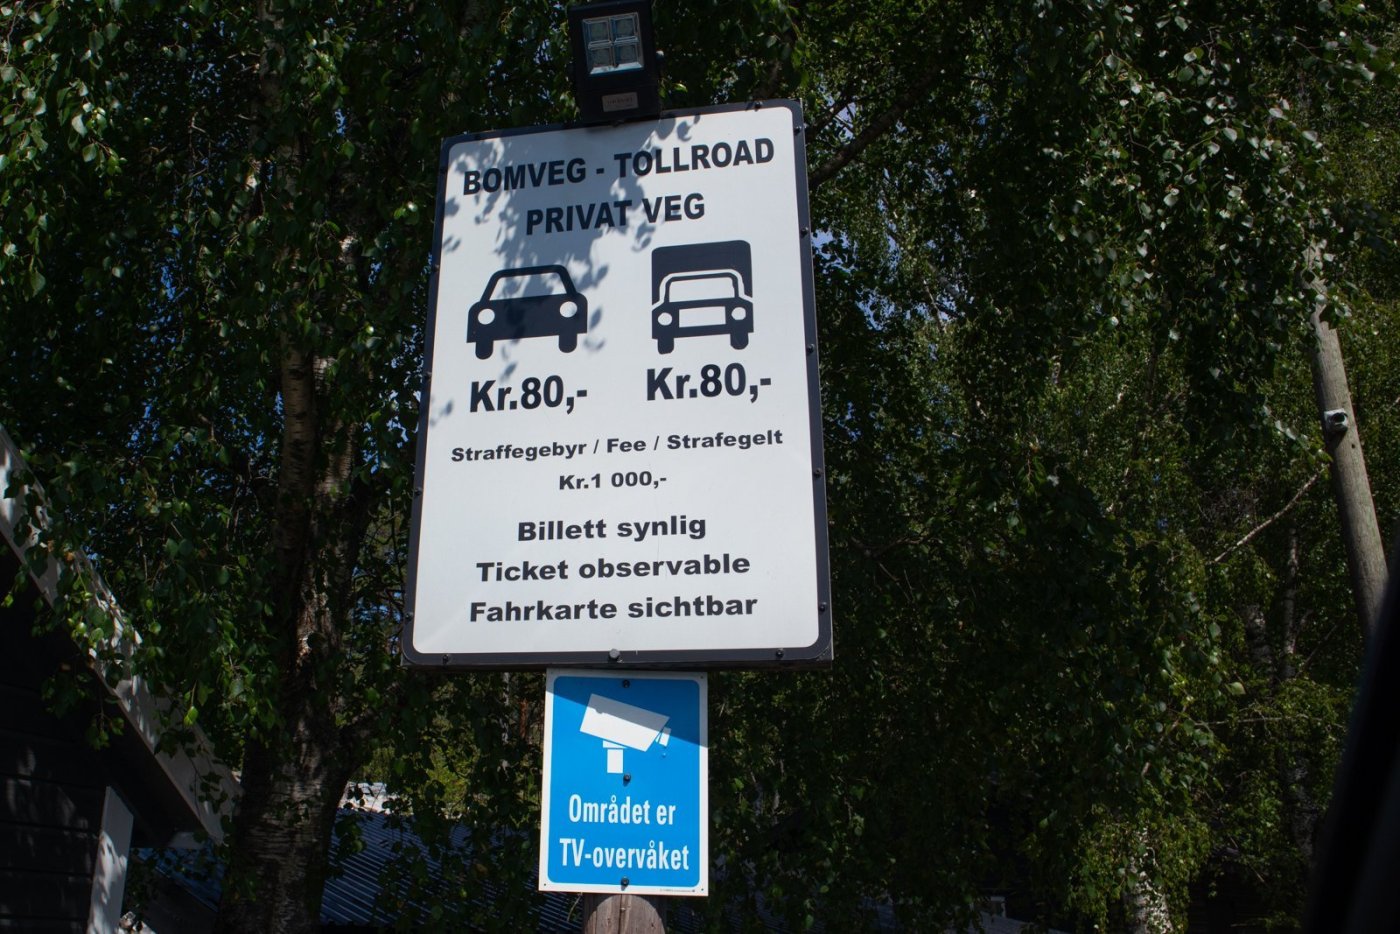 BOMVEG - TOLLROAD
PRIVAT VEG
Kr.80,- Kr.80,-
Straffegebyr / Fee / Strafegelt
Kr.1 000,-
Billett synlig
Ticket observable
Fahrkarte sichtbar
Området er
TV-overvåket